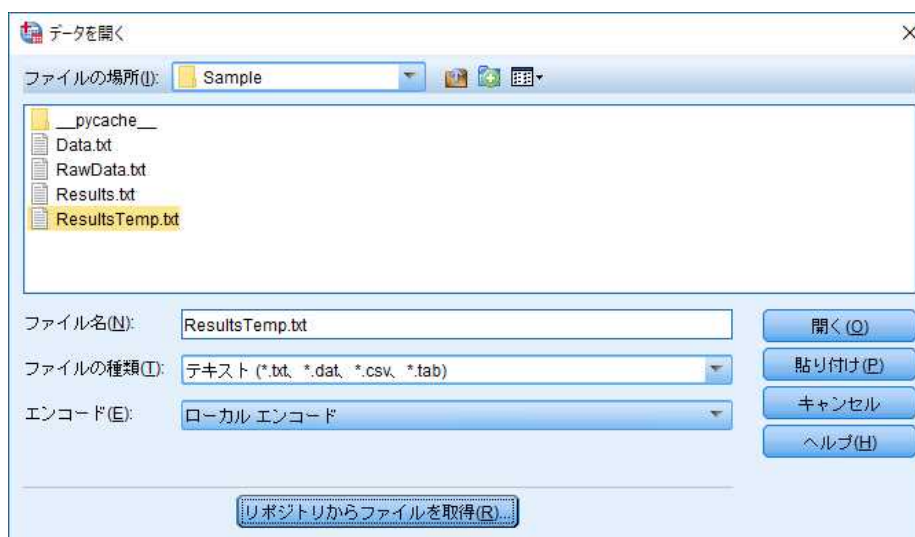 データを開く
ファイルの場所(I): Sample
__pycache__
Data.txt
RawData.txt
Results.txt
ResultsTemp.txt
ファイル名(N): ResultsTemp.txt
ファイルの種類(T): テキスト (*.txt、*.dat、*.csv、*.tab)
エンコード(E): ローカル エンコード
開く(O)
貼り付け(P)
キャンセル
ヘルプ(H)
リポジトリからファイルを取得(R)...